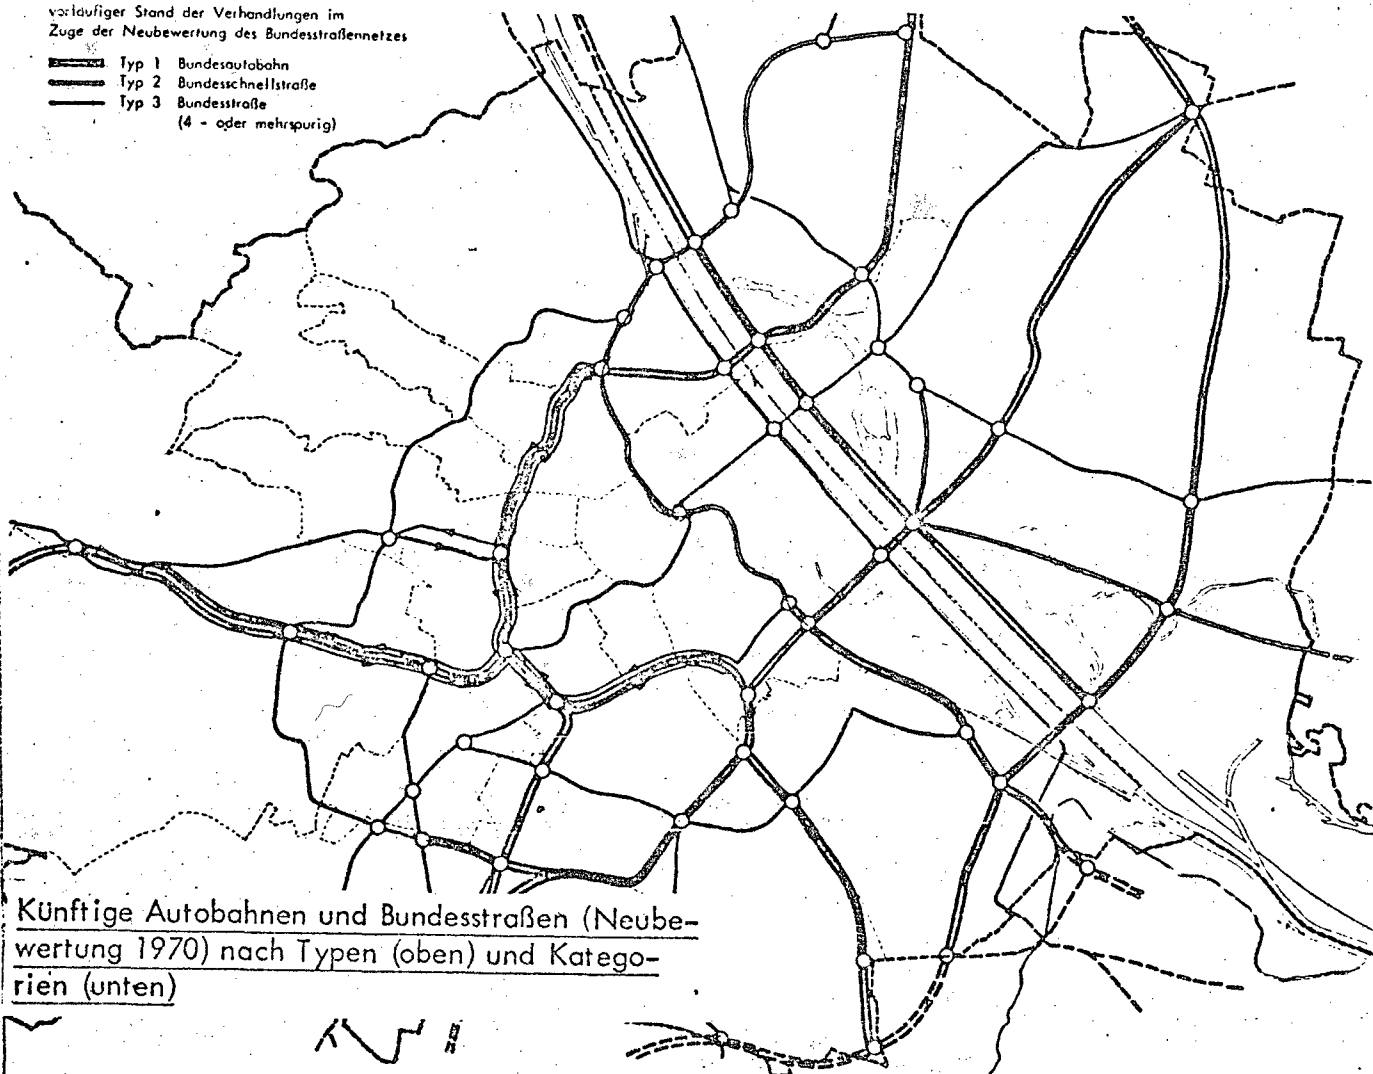 vorläufiger Stand der Verhandlungen im
Zuge der Neubewertung des Bundesstraßennetzes
Typ 1 Bundesautobahn
Typ 2 Bundesschnellstraße
Typ 3 Bundesstraße
(4 - oder mehrspurig)
Künftige Autobahnen und Bundesstraßen (Neube-
wertung 1970) nach Typen (oben) und Katego-
rien (unten)